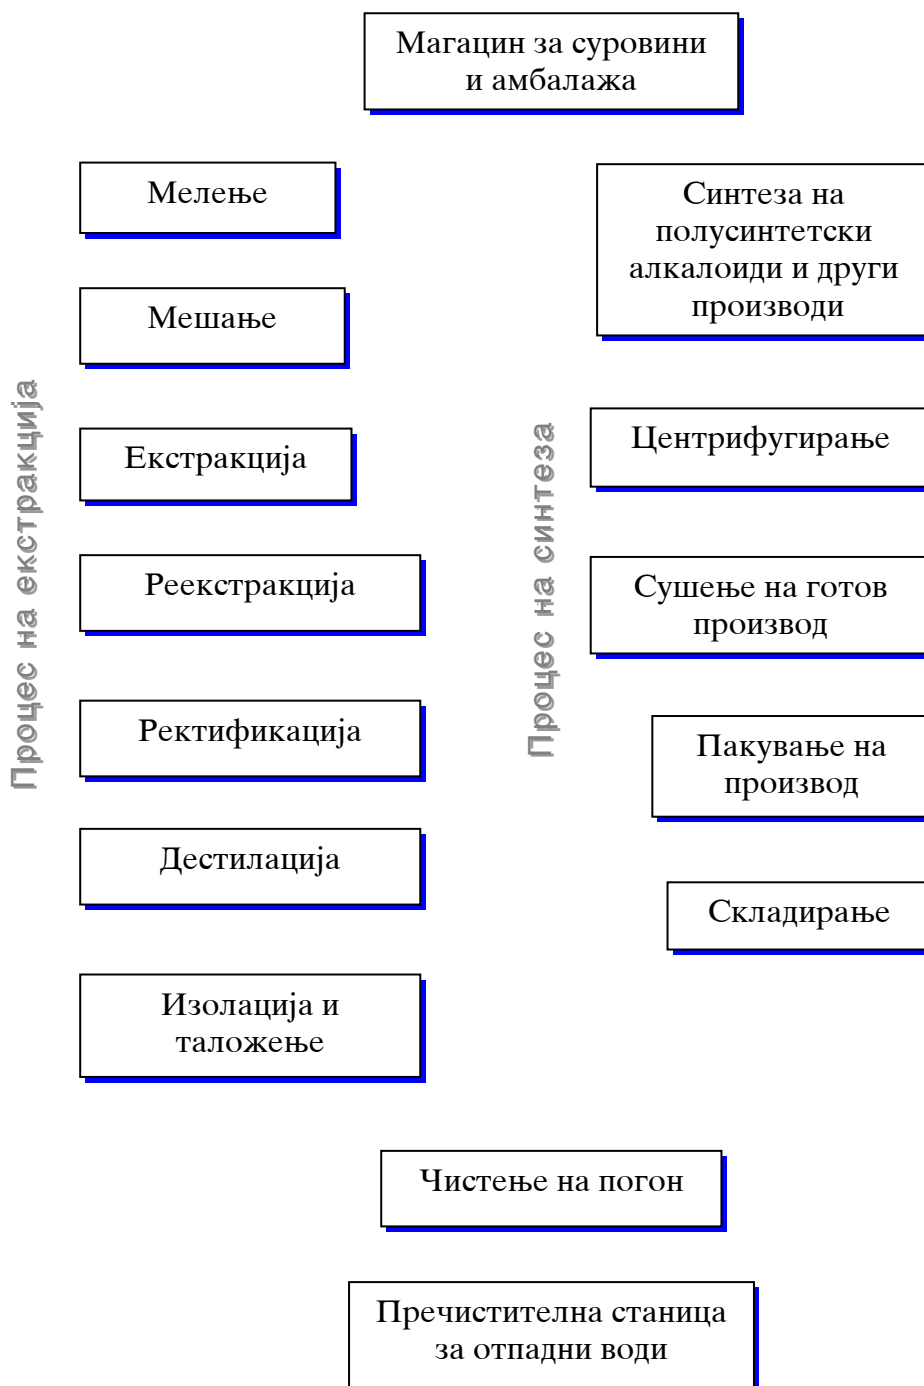 Магацин за суровини
и амбалажа
Процес на екстракција
Мелење
Мешање
Екстракција
Реекстракција
Ректификација
Дестилација
Изолација и
таложење
Процес на синтеза
Синтеза на
полусинтетски
алкалоиди и други
производи
Центрифугирање
Сушење на готов
производ
Пакување на
производ
Складирање
Чистење на погон
Пречистителна станица
за отпадни води